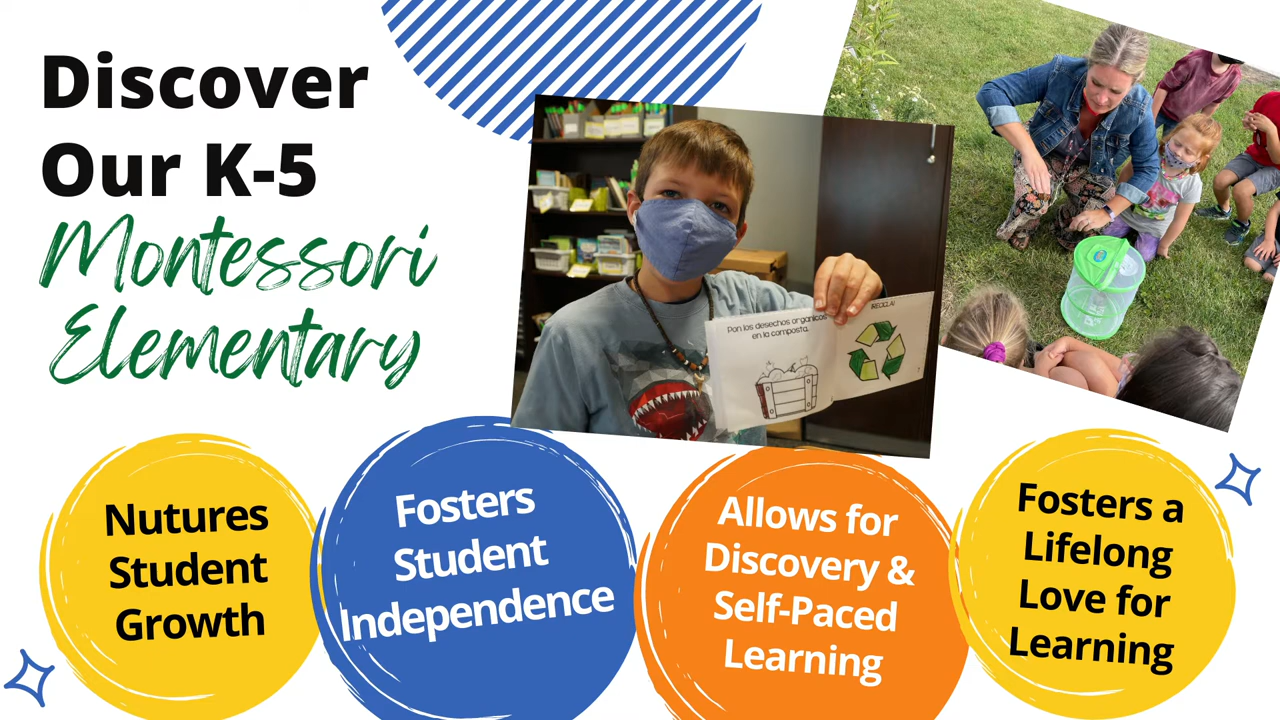 Discover
Our K-5
Montessori
Elementary
¡RECICLA!
Pon los desechos orgánicos
en la composta.
Nutures
Student
Growth
Fosters
Student
Independence
Allows for
Discovery &
Self-Paced
Learning
Fosters a
Lifelong
Love for
Learning